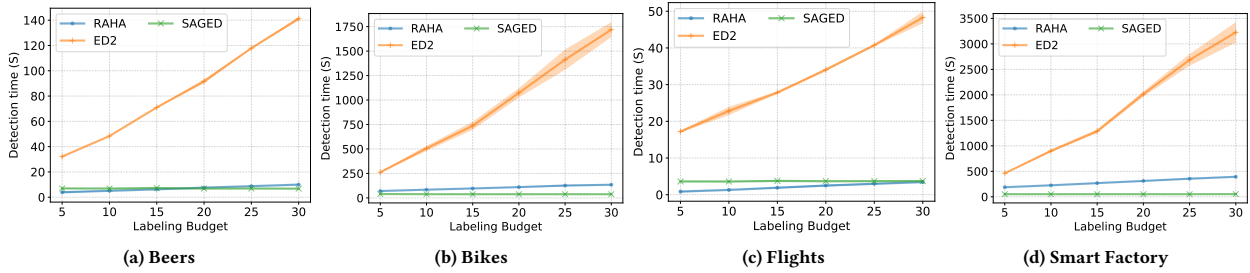 RAHA
ED2
SAGED
Detection time (S)
140
120
100
80
60
40
20
0
5 10 15 20 25 30
Labeling Budget
(a) Beers
RAHA
ED2
SAGED
Detection time (S)
1750
1500
1250
1000
750
500
250
0
5 10 15 20 25 30
Labeling Budget
(b) Bikes
RAHA
ED2
SAGED
Detection time (S)
50
40
30
20
10
0
5 10 15 20 25 30
Labeling Budget
(c) Flights
RAHA
ED2
SAGED
Detection time (S)
3500
3000
2500
2000
1500
1000
500
0
5 10 15 20 25 30
Labeling Budget
(d) Smart Factory